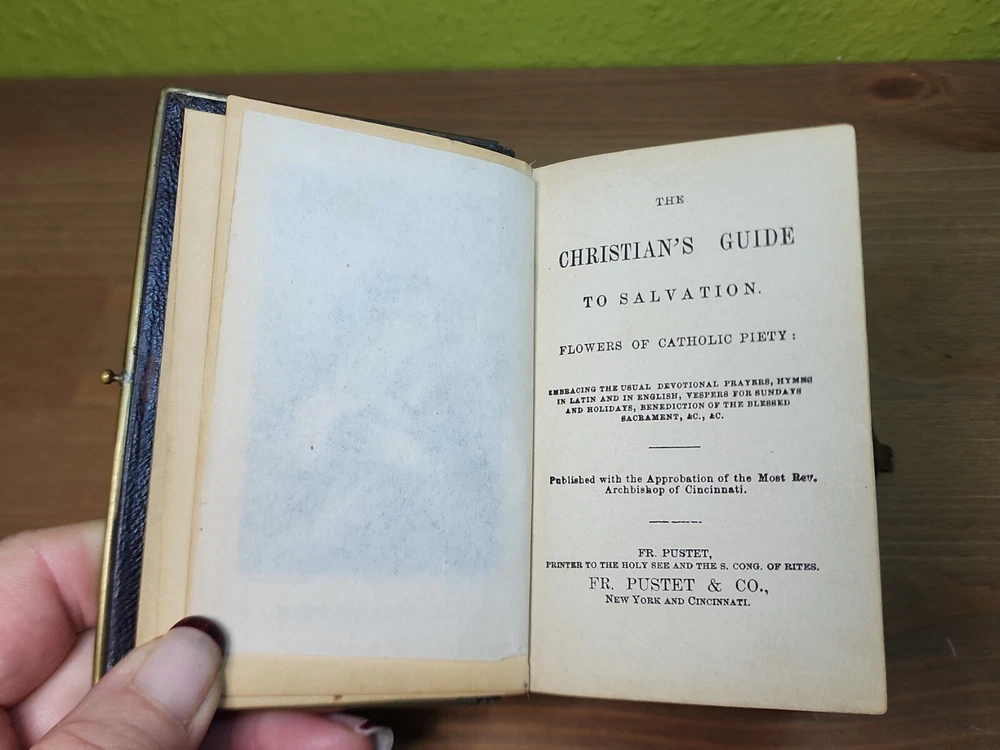 THE
CHRISTIAN'S GUIDE
TO SALVATION.
FLOWERS OF CATHOLIC PIETY:
EMBRACING THE USUAL DEVOTIONAL PRAYERS, HYMNS
IN LATIN AND IN ENGLISH, VESPERS FOR SUNDAYS
AND HOLIDAYS, BENEDICTION OF THE BLESSED
SACRAMENT, &C., &C.
Published with the Approbation of the Most Rev.
Archbishop of Cincinnati.
FR. PUSTET,
PRINTER TO THE HOLY SEE AND THE S. CONG. OF RITES.
FR. PUSTET & CO.,
NEW YORK AND CINCINNATI.